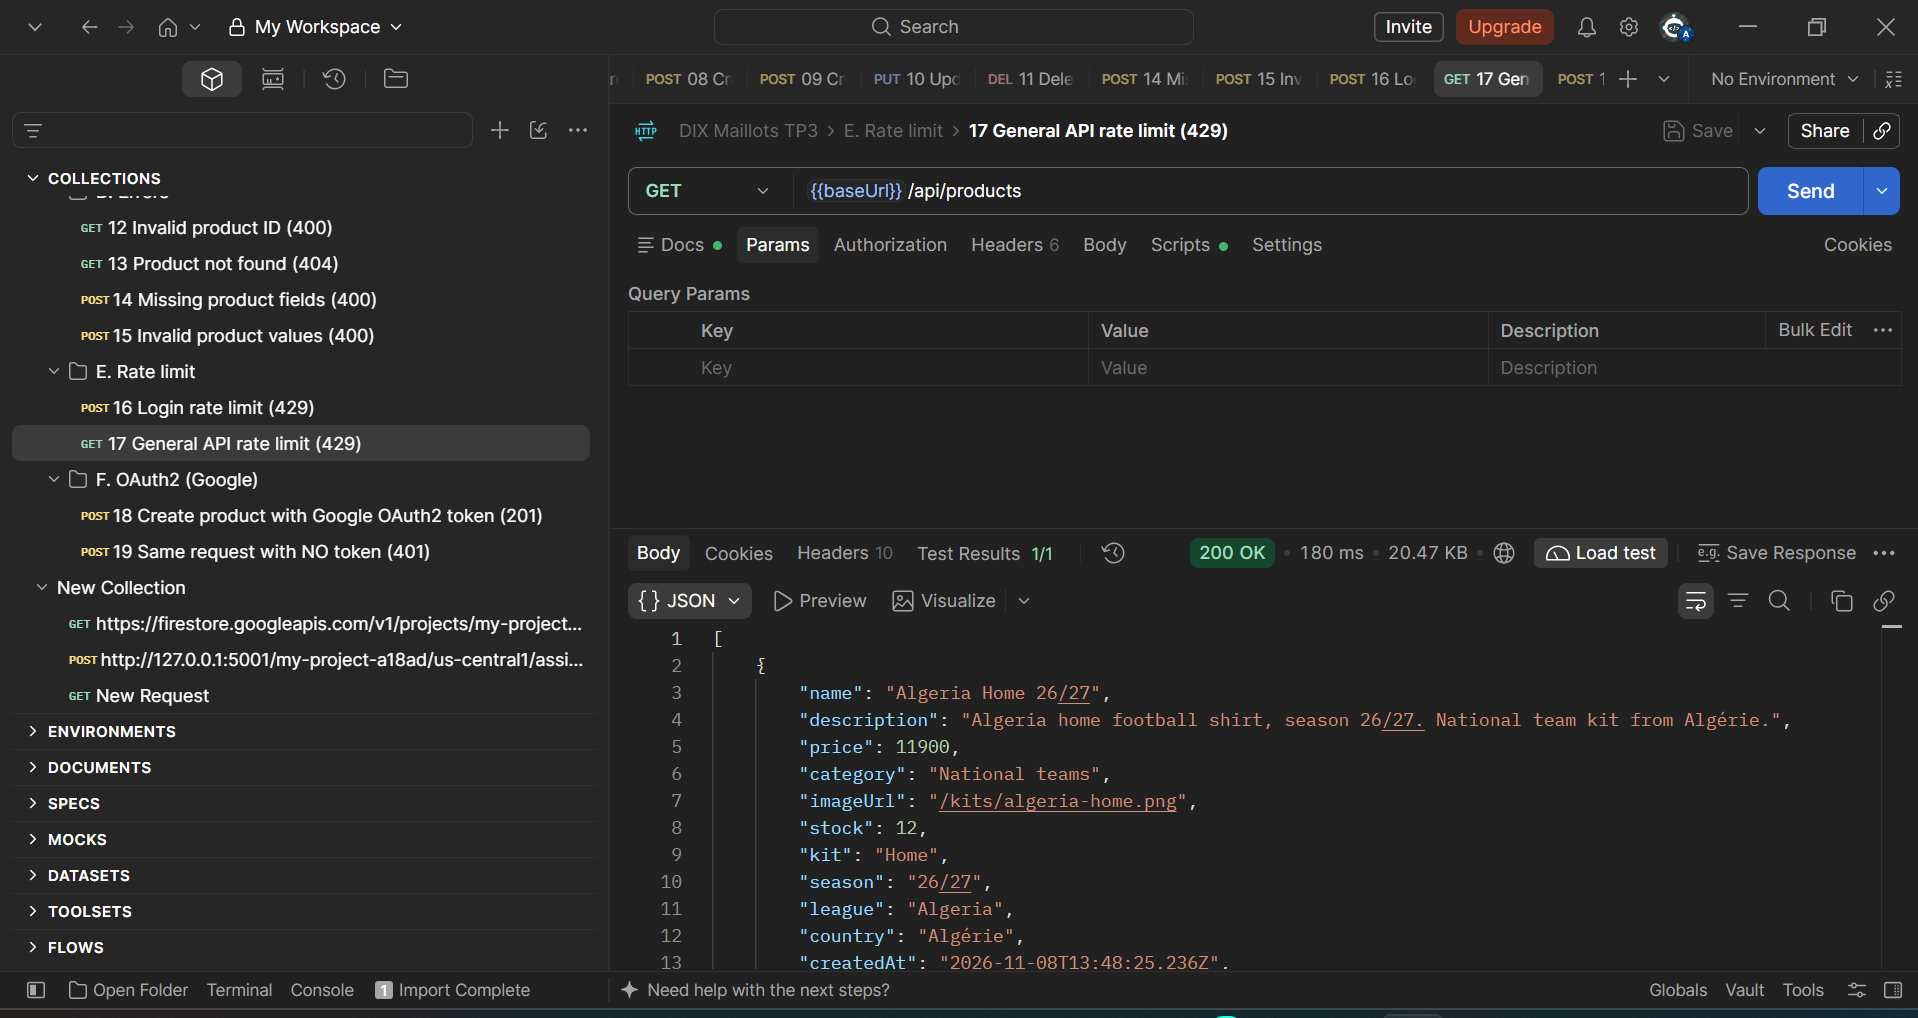 My Workspace
Search
Invite
Upgrade
POST 08 Cr
POST 09 Cr
PUT 10 Upd
DEL 11 Dele
POST 14 Mi
POST 15 Inv
POST 16 Lo
GET 17 Gen
POST 1
No Environment
DIX Maillots TP3 > E. Rate limit > 17 General API rate limit (429)
Save
Share
COLLECTIONS
D. Errors
GET 12 Invalid product ID (400)
GET 13 Product not found (404)
POST 14 Missing product fields (400)
POST 15 Invalid product values (400)
E. Rate limit
POST 16 Login rate limit (429)
GET 17 General API rate limit (429)
F. OAuth2 (Google)
POST 18 Create product with Google OAuth2 token (201)
POST 19 Same request with NO token (401)
New Collection
GET https://firestore.googleapis.com/v1/projects/my-project...
POST http://127.0.0.1:5001/my-project-a18ad/us-central1/assi...
GET New Request
ENVIRONMENTS
DOCUMENTS
SPECS
MOCKS
DATASETS
TOOLSETS
FLOWS
HTTP
GET
{{baseUrl}} /api/products
Send
Docs
Params
Authorization
Headers 6
Body
Scripts
Settings
Cookies
Query Params
Key Value Description Bulk Edit
Key Value Description
Body
Cookies
Headers 10
Test Results 1/1
200 OK
180 ms
20.47 KB
Load test
e.g. Save Response
{} JSON
Preview
Visualize
1 [
2 {
3 "name": "Algeria Home 26/27",
4 "description": "Algeria home football shirt, season 26/27. National team kit from Algérie.",
5 "price": 11900,
6 "category": "National teams",
7 "imageUrl": "/kits/algeria-home.png",
8 "stock": 12,
9 "kit": "Home",
10 "season": "26/27",
11 "league": "Algeria",
12 "country": "Algérie",
13 "createdAt": "2026-11-08T13:48:25.236Z",
Open Folder
Terminal
Console
1 Import Complete
Need help with the next steps?
Globals
Vault
Tools